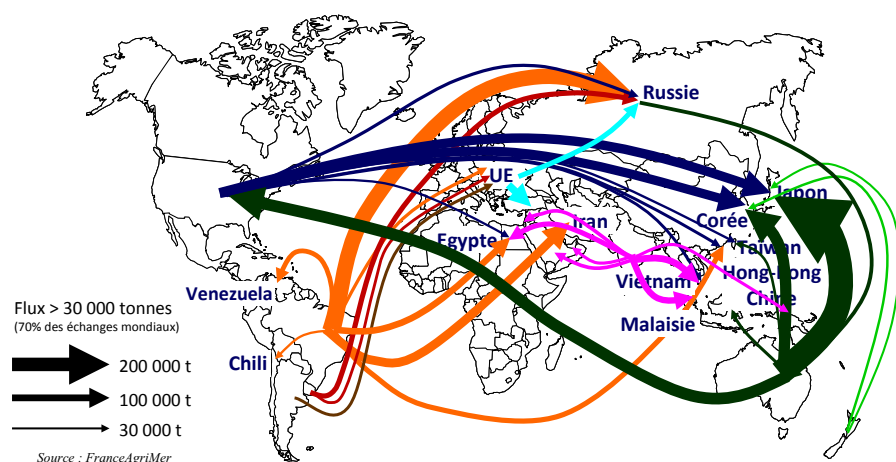 Russie
UE
Japon
Corée
Iran
Egypte
Taiwan
Hong-Kong
Chine
Vietnam
Malaisie
Venezuela
Chili
Flux > 30 000 tonnes
(70% des échanges mondiaux)
200 000 t
100 000 t
30 000 t
Source : FranceAgriMer